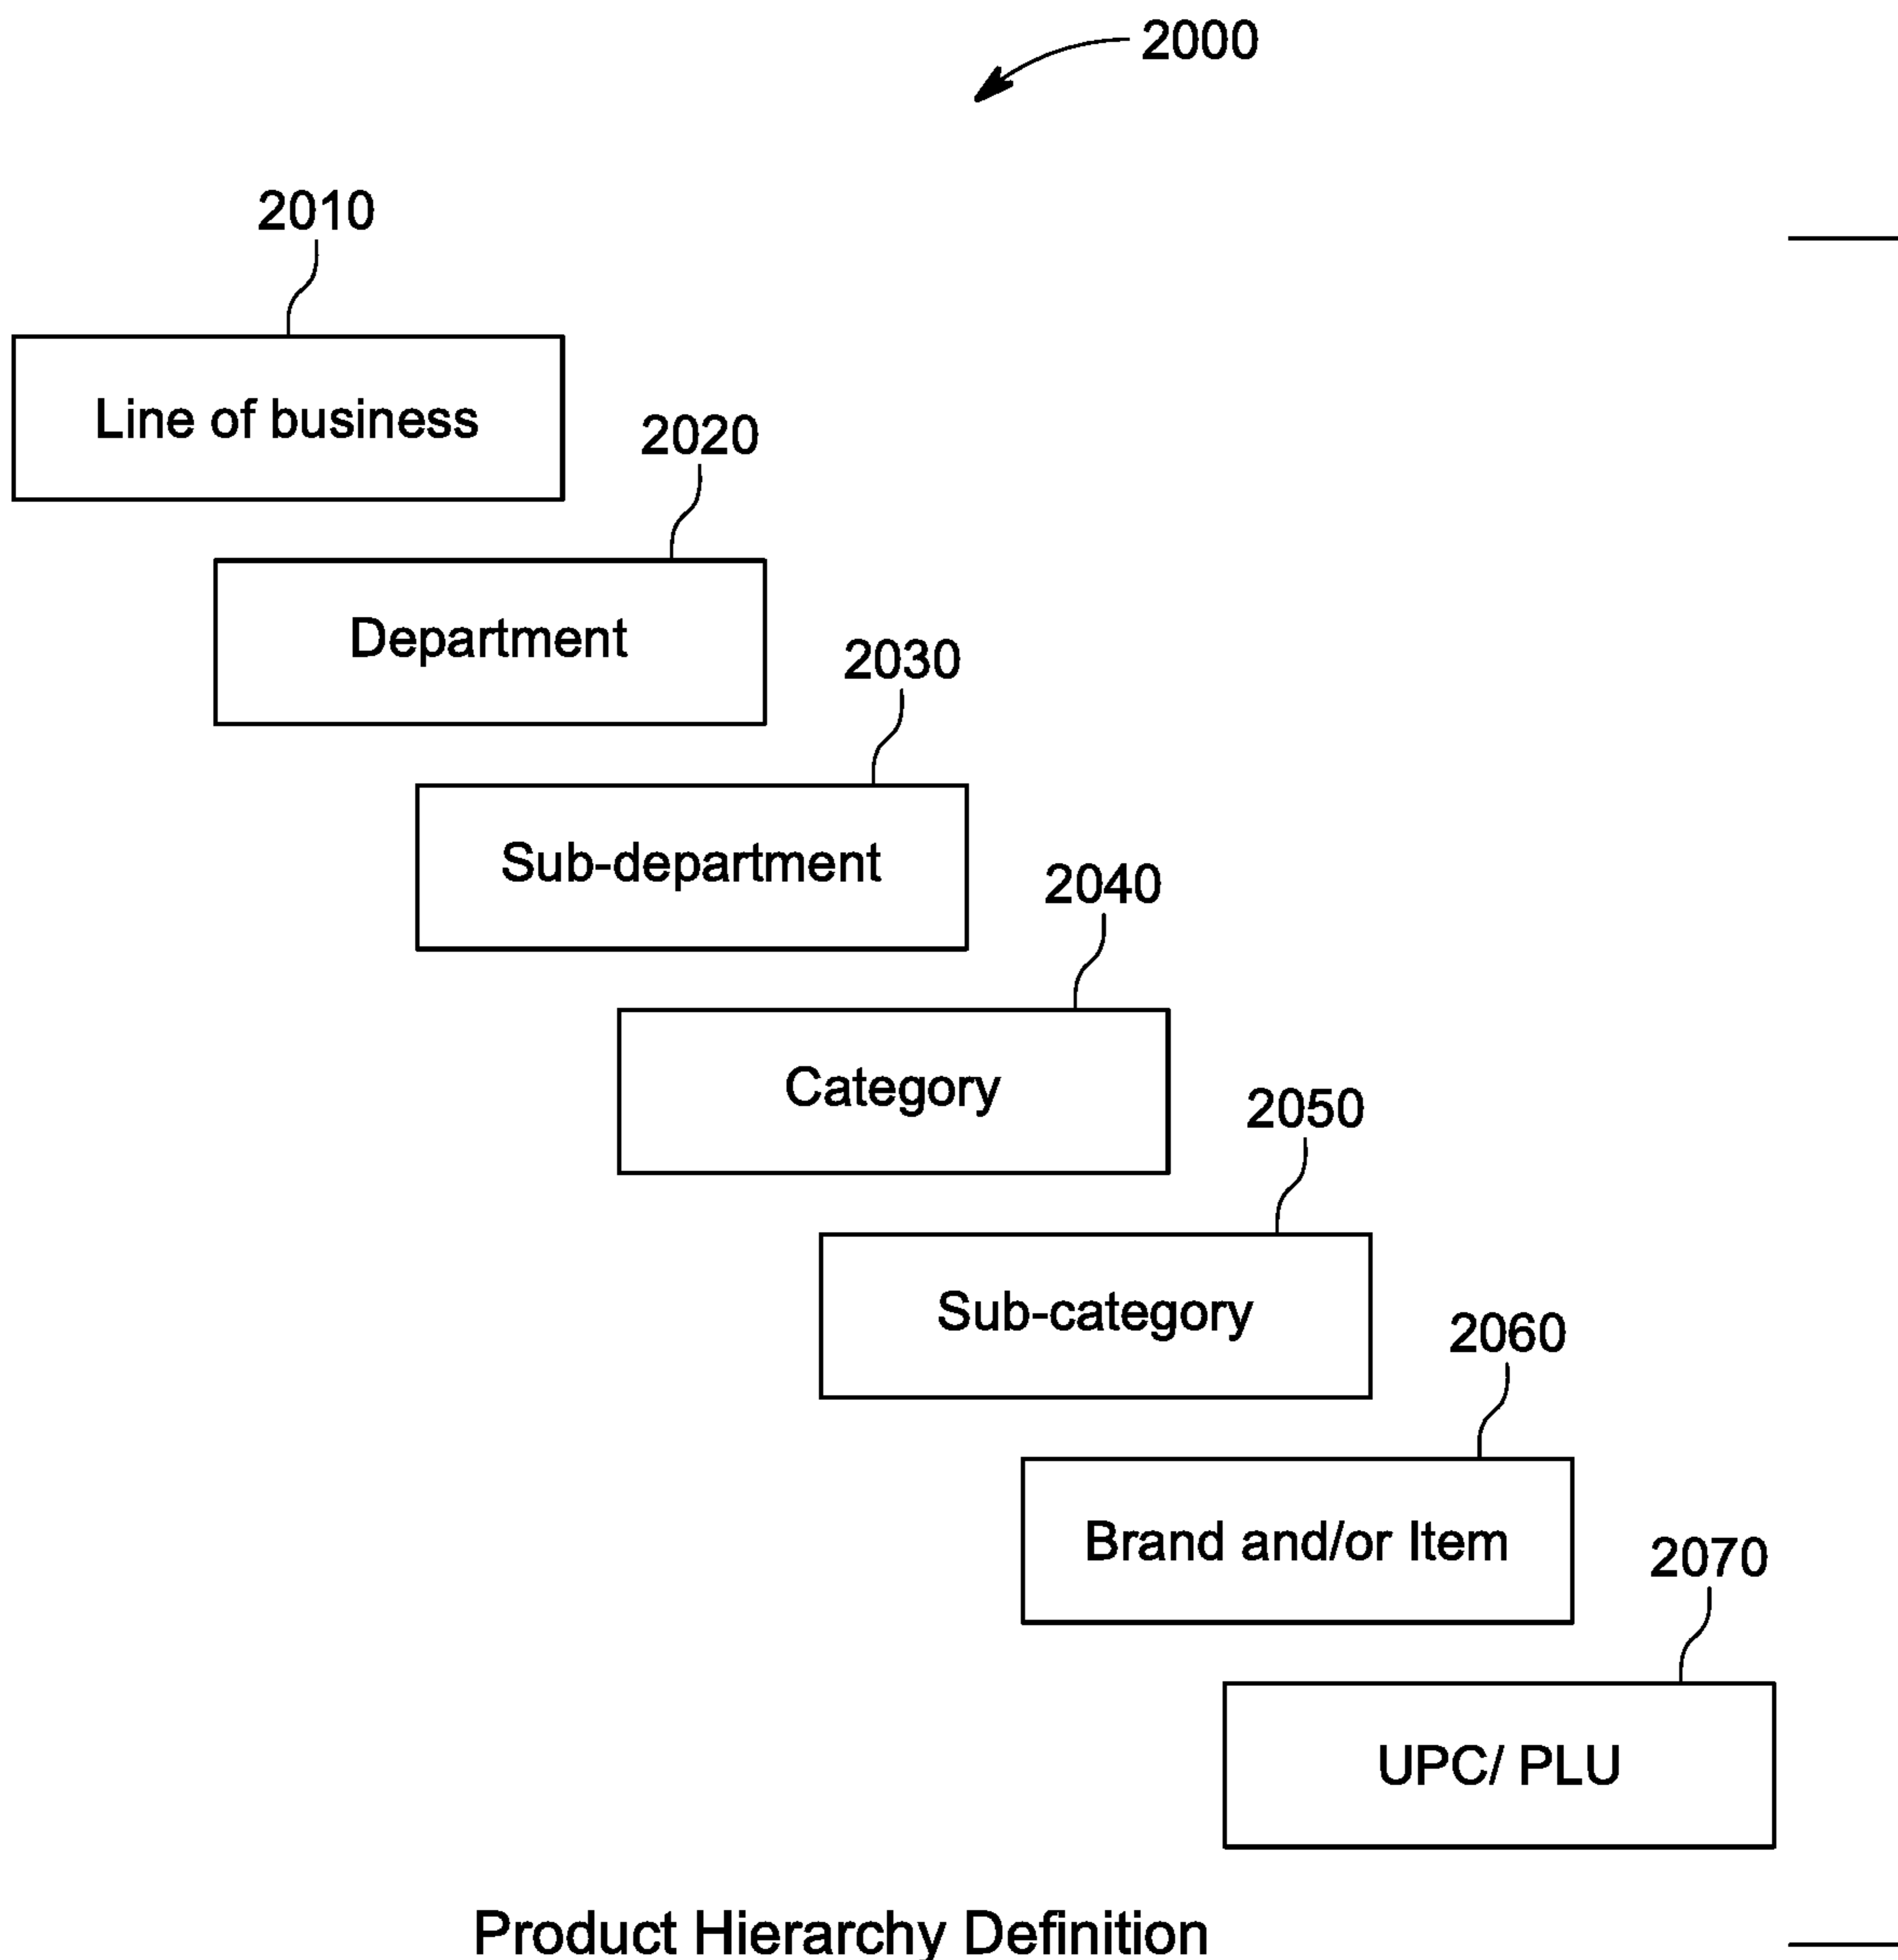 2000
2010
Line of business
2020
Department
2030
Sub-department
2040
Category
2050
Sub-category
2060
Brand and/or Item
2070
UPC/ PLU
Product Hierarchy Definition